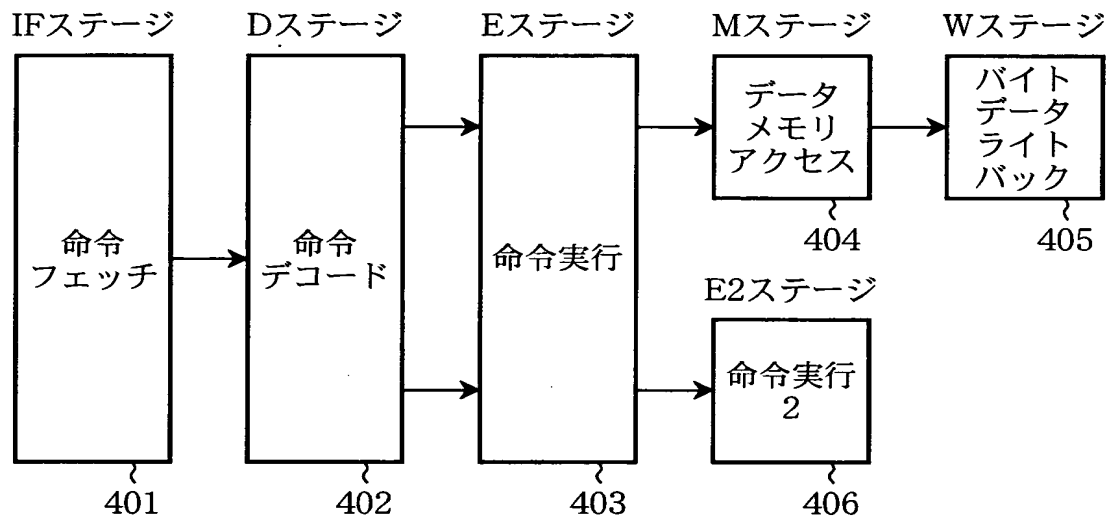 IFステージ
Dステージ
Eステージ
Mステージ
Wステージ
命令
フェッチ
401
命令
デコード
402
命令実行
403
データ
メモリ
アクセス
404
バイト
データ
ライト
バック
405
E2ステージ
命令実行
2
406